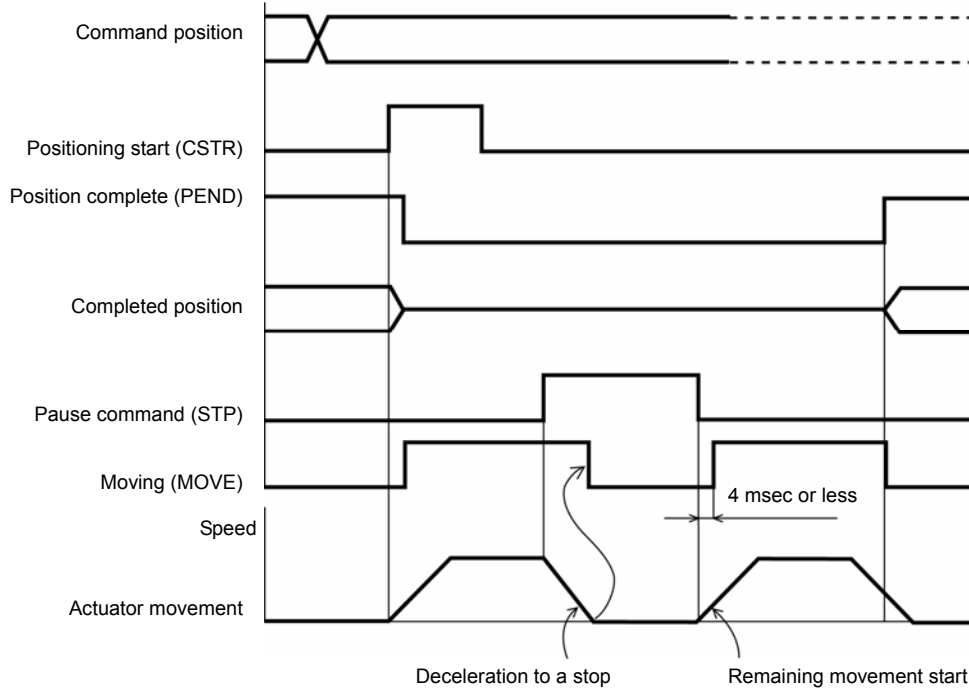 Command position
Positioning start (CSTR)
Position complete (PEND)
Completed position
Pause command (STP)
Moving (MOVE)
4 msec or less
Speed
Actuator movement
Deceleration to a stop
Remaining movement start